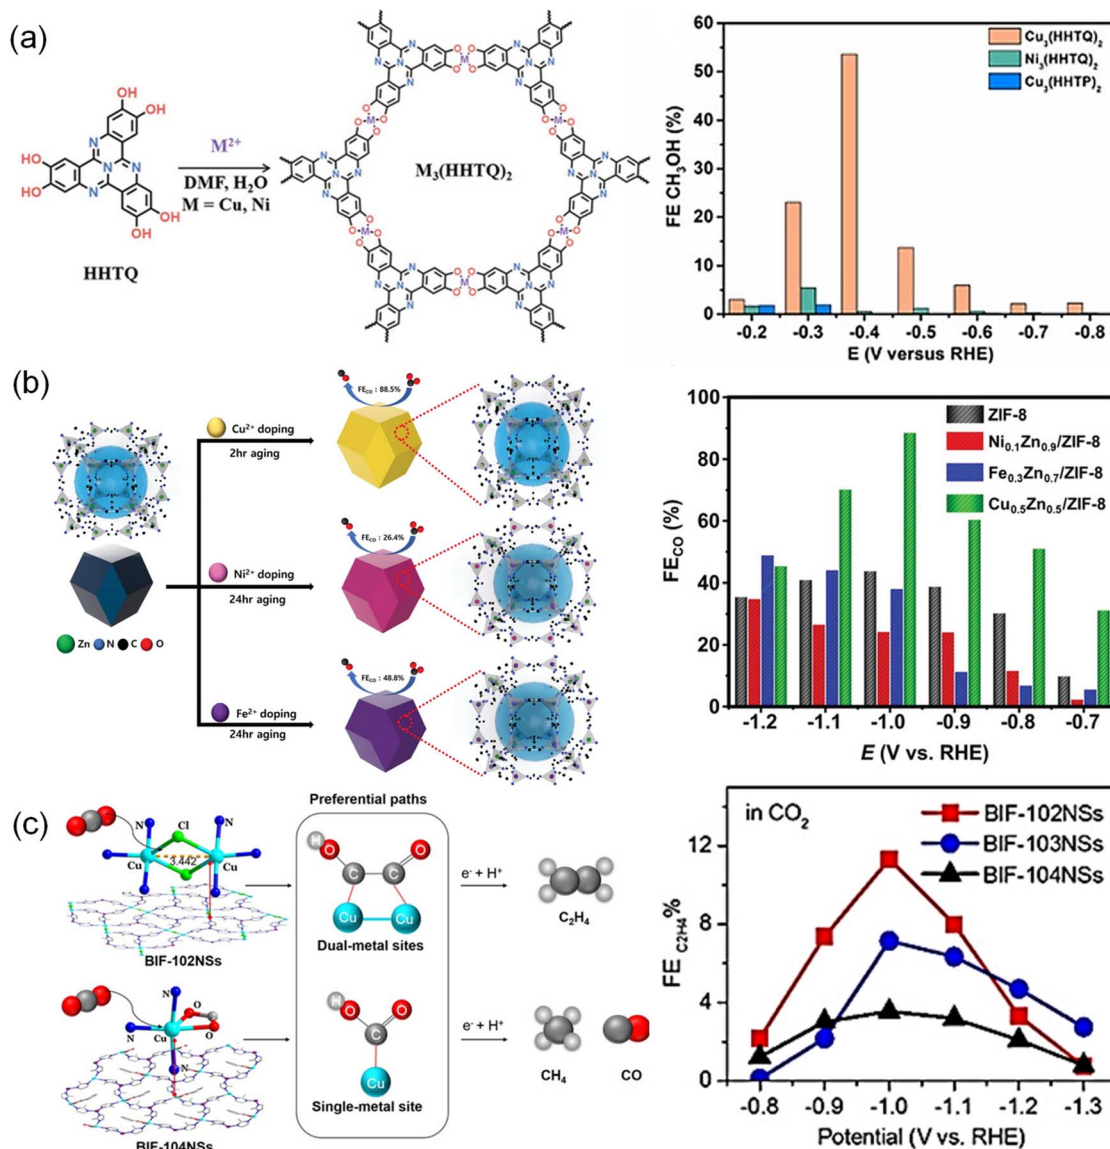 (a)
OH
OH
HO
HO
OH
OH
N
N
N
N
HHTQ
M²⁺
DMF, H₂O
M = Cu, Ni
M₃(HHTQ)₂
FE CH₃OH (%)
60
50
40
30
20
10
0
Cu₃(HHTQ)₂
Ni₃(HHTQ)₂
Cu₃(HHTP)₂
-0.2 -0.3 -0.4 -0.5 -0.6 -0.7 -0.8
E (V versus RHE)
(b)
Zn N C O
Cu²⁺ doping
2hr aging
FE_CO : 88.5%
Ni²⁺ doping
24hr aging
FE_CO : 26.4%
Fe²⁺ doping
24hr aging
FE_CO : 48.8%
FE_CO (%)
100
80
60
40
20
0
ZIF-8
Ni₀.₁Zn₀.₉/ZIF-8
Fe₀.₃Zn₀.₇/ZIF-8
Cu₀.₅Zn₀.₅/ZIF-8
-1.2 -1.1 -1.0 -0.9 -0.8 -0.7
E (V vs. RHE)
(c)
N Cl N
Cu 3.442 Cu
BIF-102NSs
N O
N Cu O
N
BIF-104NSs
Preferential paths
H O C C O
Cu Cu
Dual-metal sites
H O C O
Cu
Single-metal site
e⁻ + H⁺
C₂H₄
e⁻ + H⁺
CH₄ CO
FE C2H4%
12
8
4
0
in CO₂
BIF-102NSs
BIF-103NSs
BIF-104NSs
-0.8 -0.9 -1.0 -1.1 -1.2 -1.3
Potential (V vs. RHE)